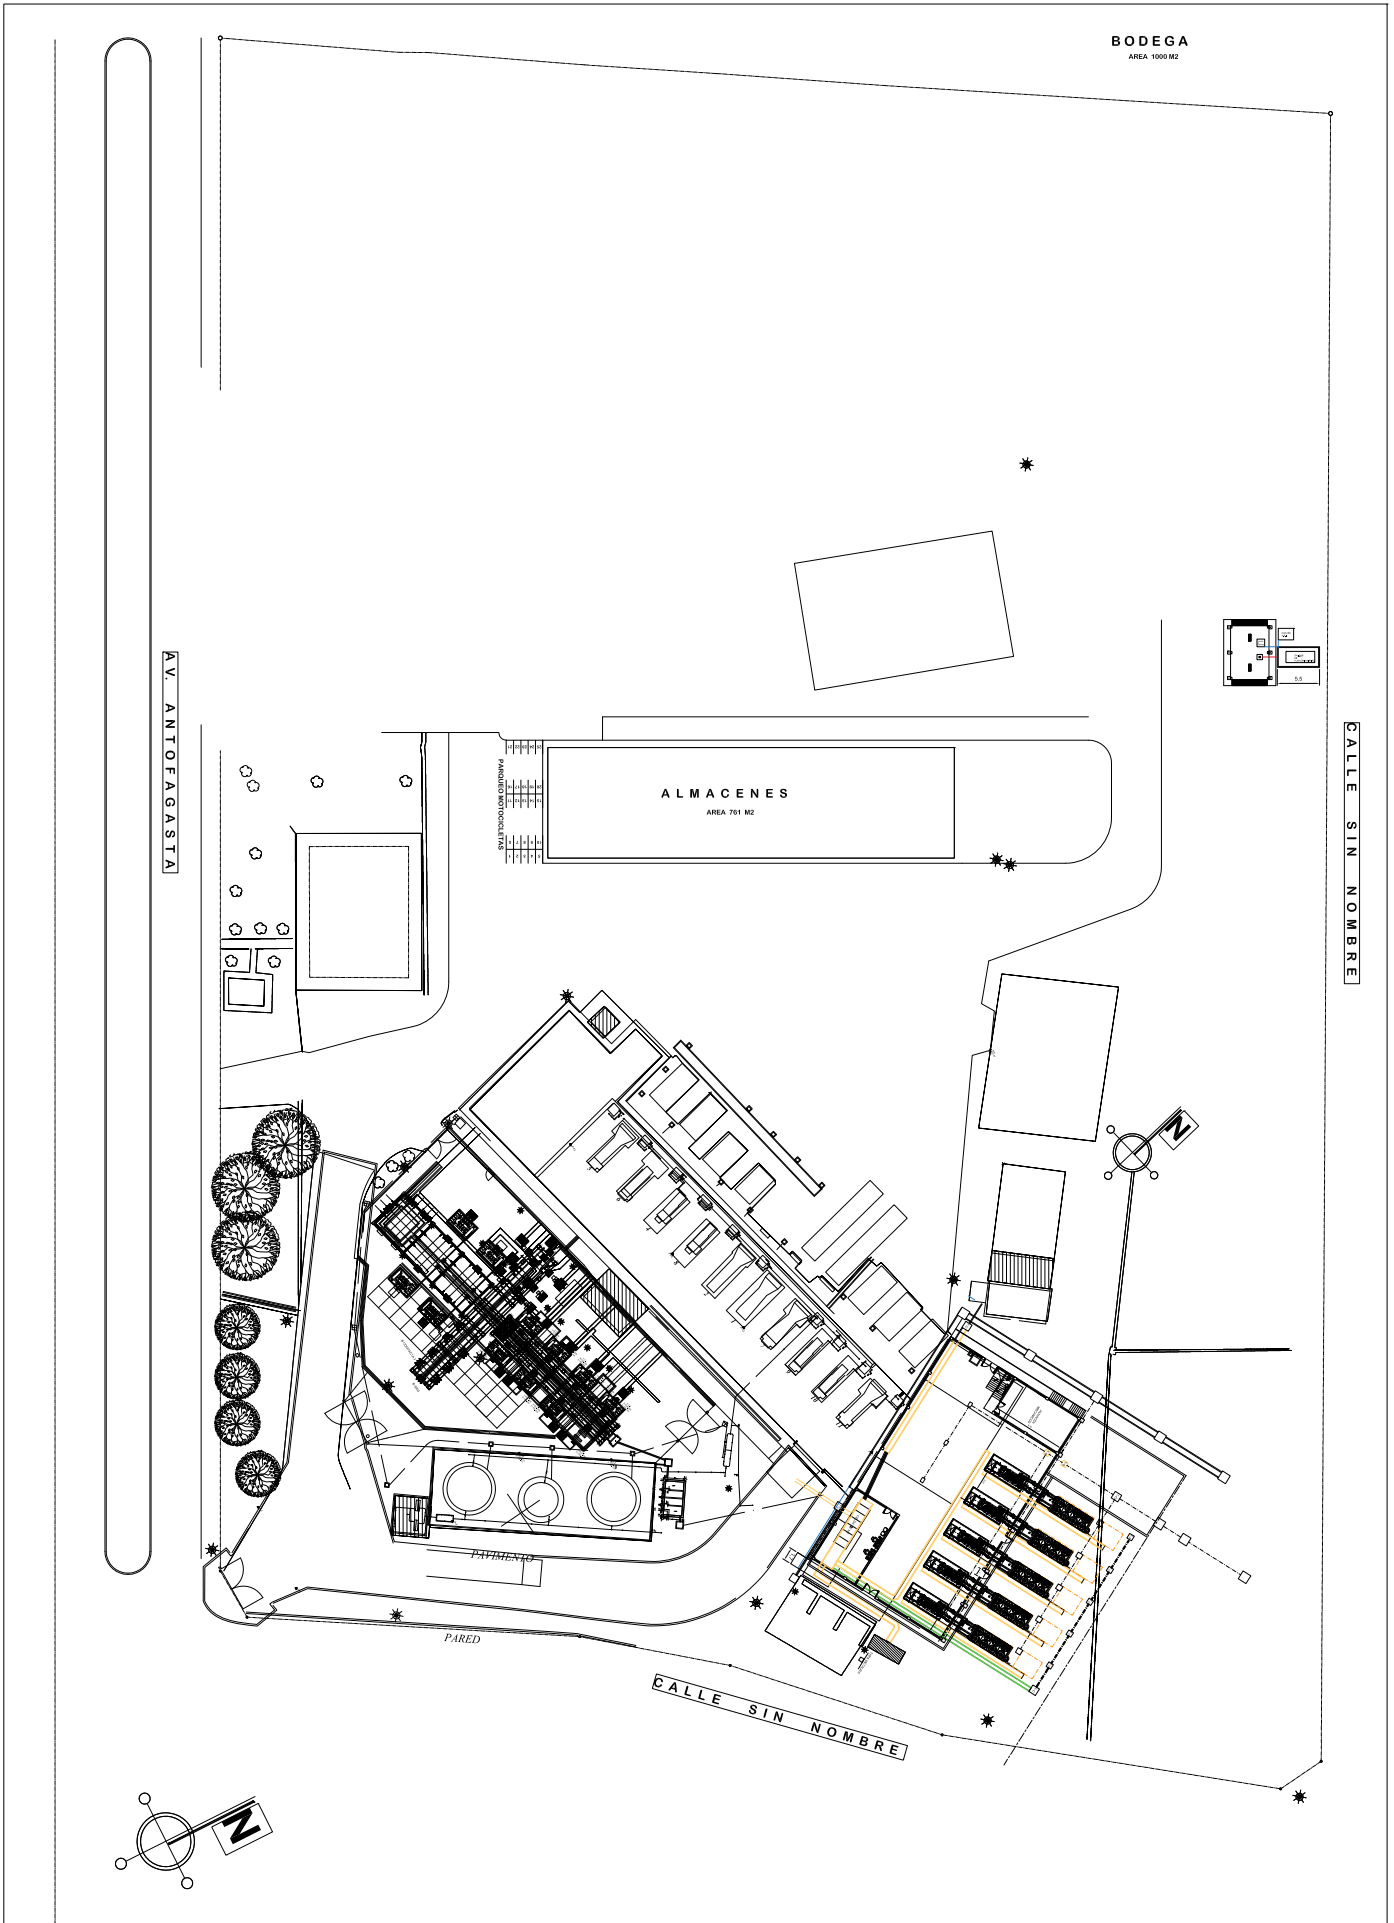 BODEGA
AREA 1000 M2
AV. ANTOFAGASTA
CALLE SIN NOMBRE
5.5
PARQUEO MOTOCICLETAS
ALMACENES
AREA 761 M2
N
PAVIMENTO
PARED
CALLE SIN NOMBRE
N